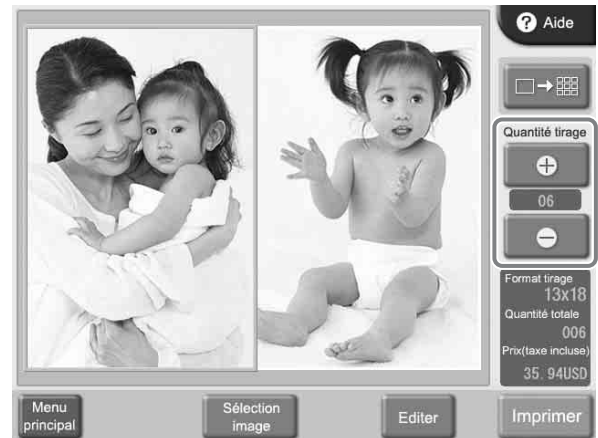 Aide
Quantité tirage
06
Format tirage
13x18
Quantité totale
006
Prix(taxe incluse)
35. 94USD
Menu
principal
Sélection
image
Editer
Imprimer